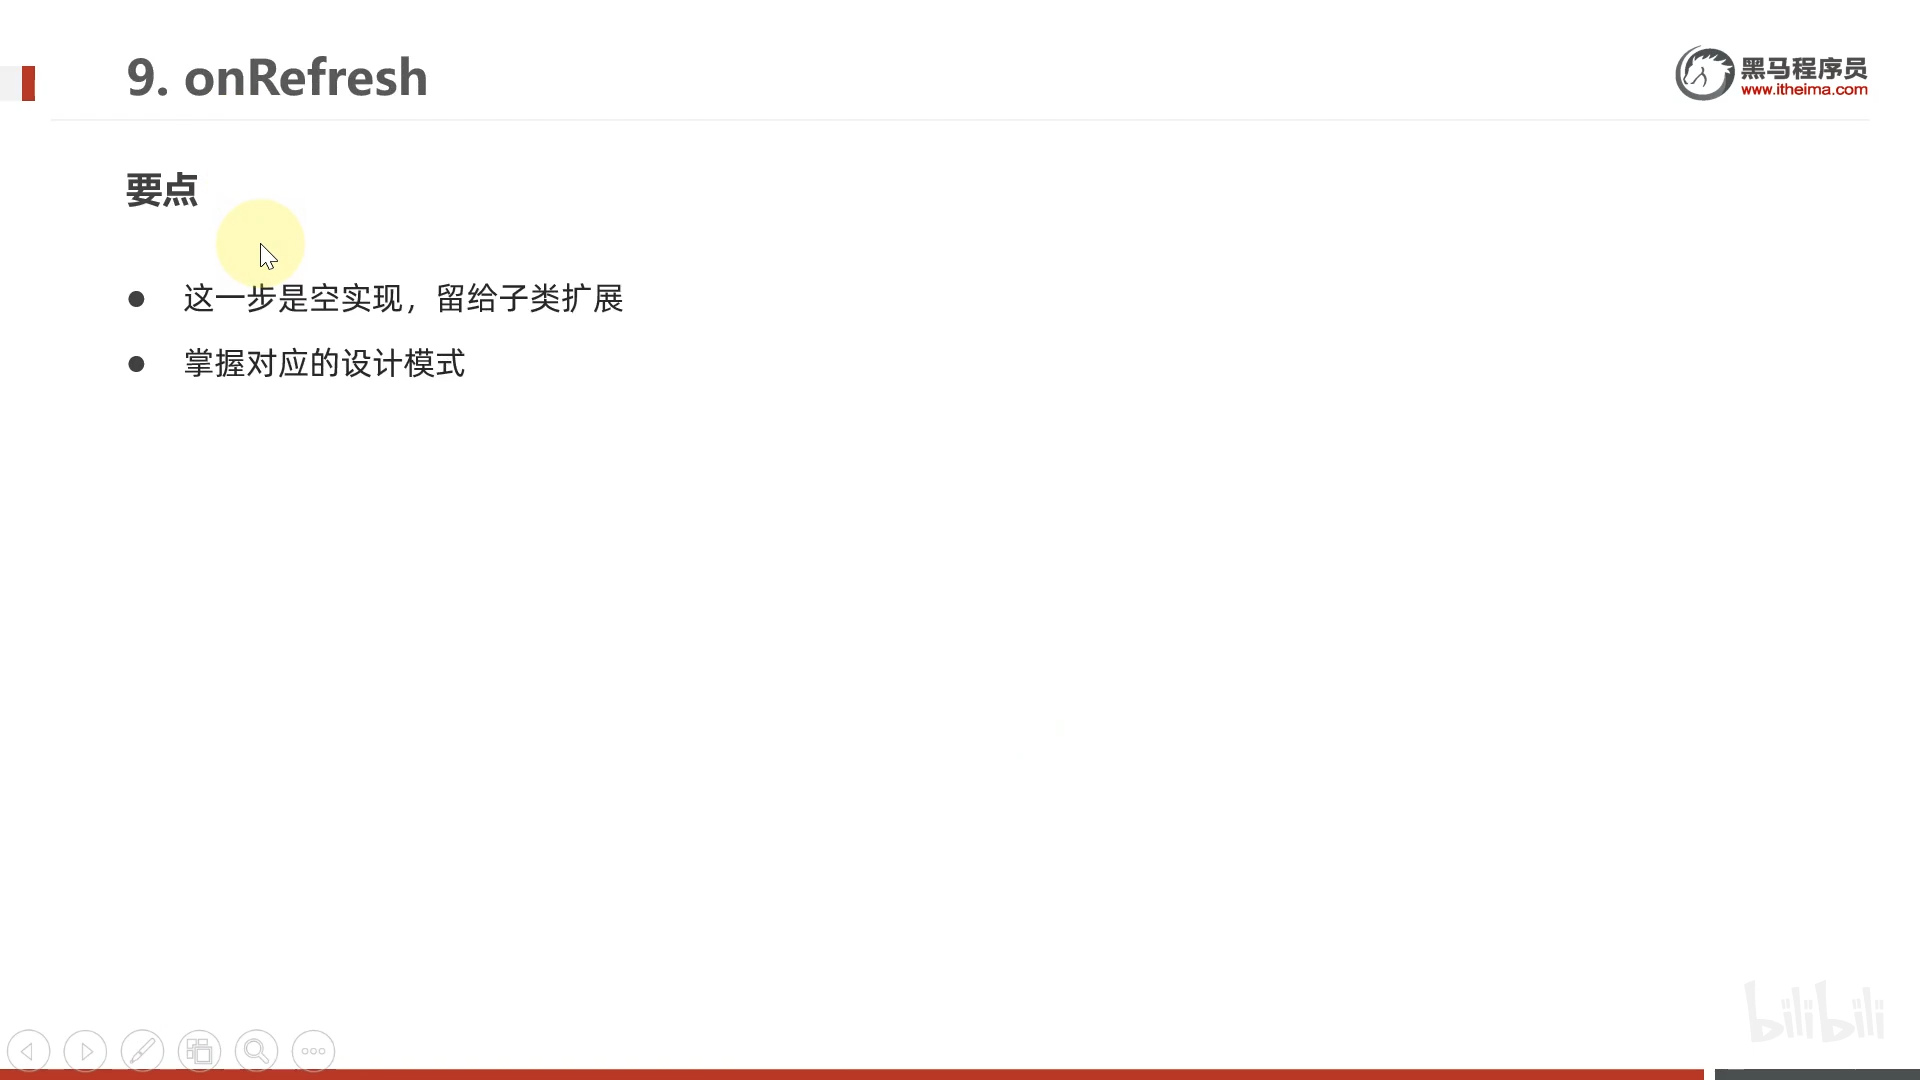 9. onRefresh
黑马程序员
www.itheima.com
要点
● 这一步是空实现，留给子类扩展
● 掌握对应的设计模式
bilibili